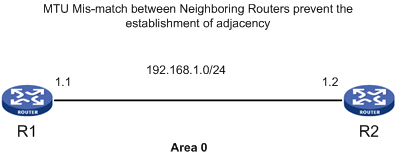 MTU Mis-match between Neighboring Routers prevent the
establishment of adjacency
192.168.1.0/24
1.1
1.2
ROUTER
ROUTER
R1
R2
Area 0